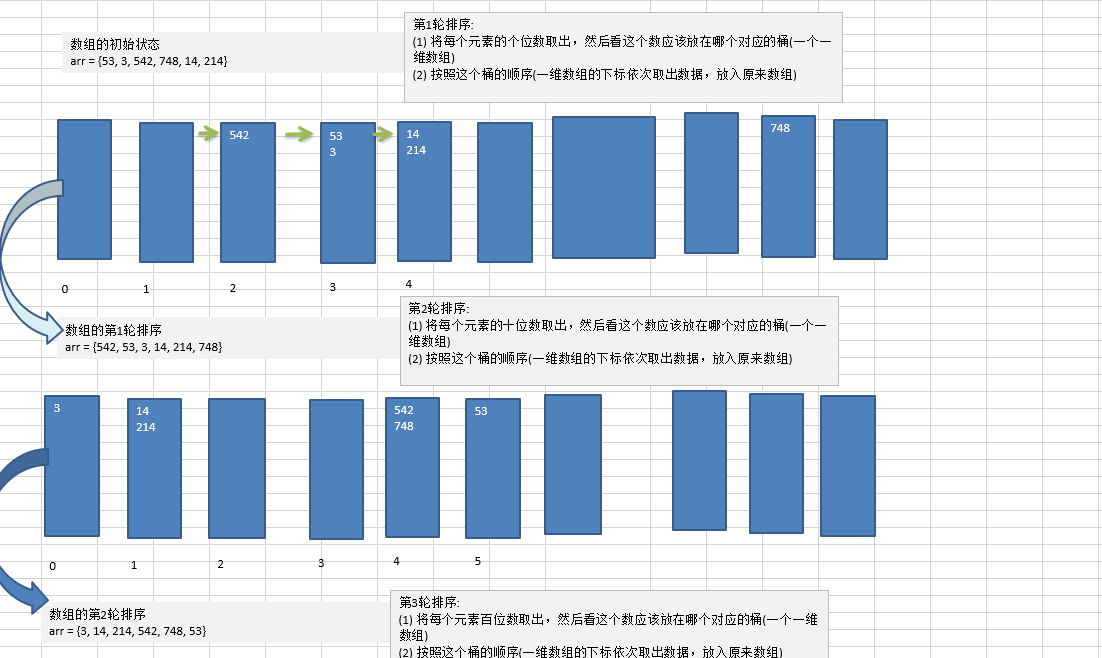 数组的初始状态
arr = {53, 3, 542, 748, 14, 214}
第1轮排序:
(1) 将每个元素的个位数取出，然后看这个数应该放在哪个对应的桶(一个一
维数组)
(2) 按照这个桶的顺序(一维数组的下标依次取出数据，放入原来数组)
542
53
3
14
214
748
0
1
2
3
4
第2轮排序:
(1) 将每个元素的十位数取出，然后看这个数应该放在哪个对应的桶(一个一
维数组)
(2) 按照这个桶的顺序(一维数组的下标依次取出数据，放入原来数组)
数组的第1轮排序
arr = {542, 53, 3, 14, 214, 748}
3
14
214
542
748
53
0
1
2
3
4
5
数组的第2轮排序
arr = {3, 14, 214, 542, 748, 53}
第3轮排序:
(1) 将每个元素百位数取出，然后看这个数应该放在哪个对应的桶(一个一维
数组)
(2) 按照这个桶的顺序(一维数组的下标依次取出数据，放入原来数组)